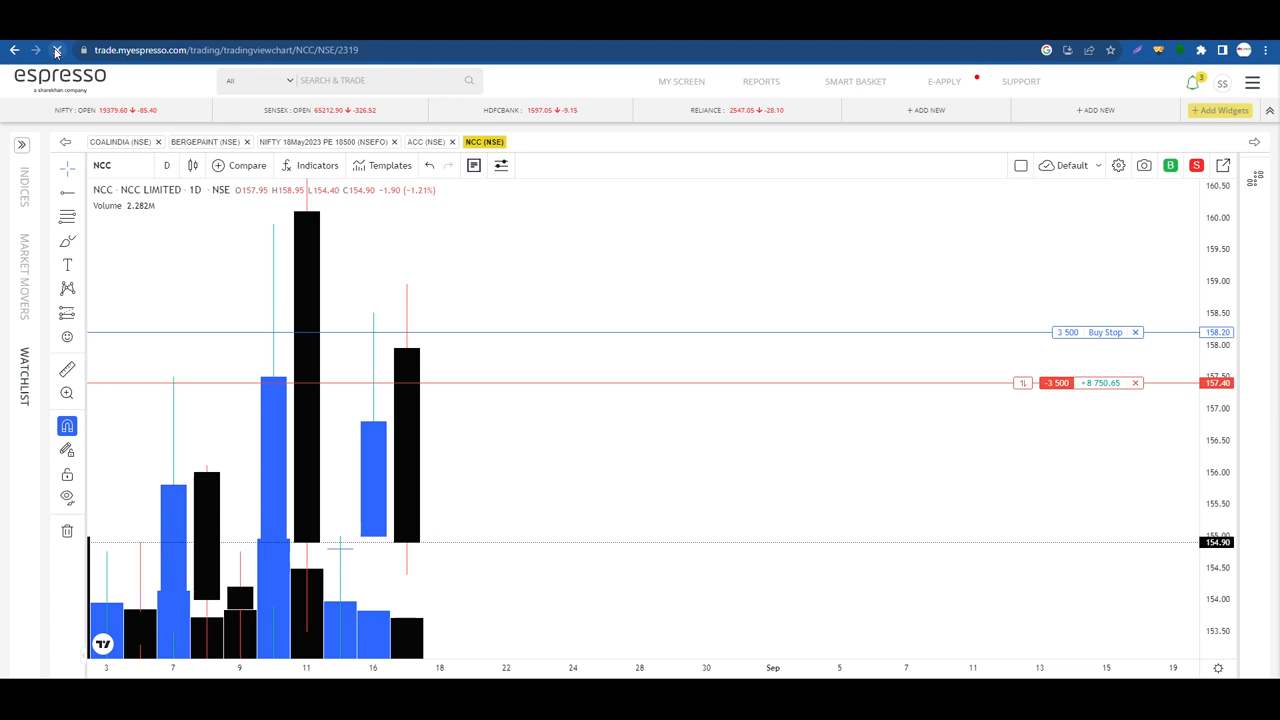 trade.myespresso.com/trading/tradingviewchart/NCC/NSE/2319
espresso
a sharekhan company
All SEARCH & TRADE MY SCREEN REPORTS SMART BASKET E-APPLY SUPPORT 3 SS
NIFTY : OPEN 19379.60 -85.40 SENSEX : OPEN 65212.90 -326.52 HDFCBANK : 1597.05 -9.15 RELIANCE : 2547.05 -28.10 ADD NEW ADD NEW + Add Widgets
COALINDIA (NSE) BERGEPAINT (NSE) NIFTY 18May2023 PE 18500 (NSEFO) ACC (NSE) NCC (NSE)
NCC D Compare Indicators Templates Default B S
NCC · NCC LIMITED · 1D · NSE O157.95 H158.95 L154.40 C154.90 −1.90 (−1.21%)
Volume 2.282M
INDICES
MARKET MOVERS
WATCHLIST
160.50
160.00
159.50
159.00
158.50
3 500 Buy Stop 158.20
158.00
157.50
-3 500 +8 750.65 157.40
157.00
156.50
156.00
155.50
155.00
154.90
154.50
154.00
153.50
3 7 9 11 16 18 22 24 28 30 Sep 5 7 11 13 15 19